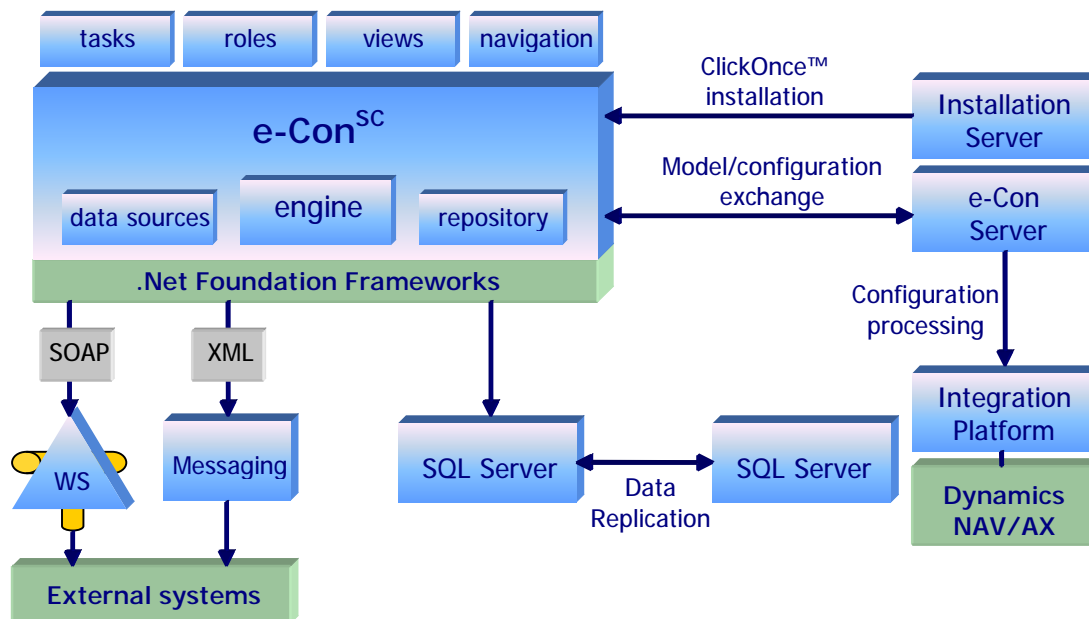 tasks
roles
views
navigation
e-Conˢᶜ
data sources
engine
repository
.Net Foundation Frameworks
ClickOnce™
installation
Installation
Server
Model/configuration
exchange
e-Con
Server
Configuration
processing
SOAP
XML
WS
Messaging
SQL Server
Data
Replication
SQL Server
Integration
Platform
Dynamics
NAV/AX
External systems